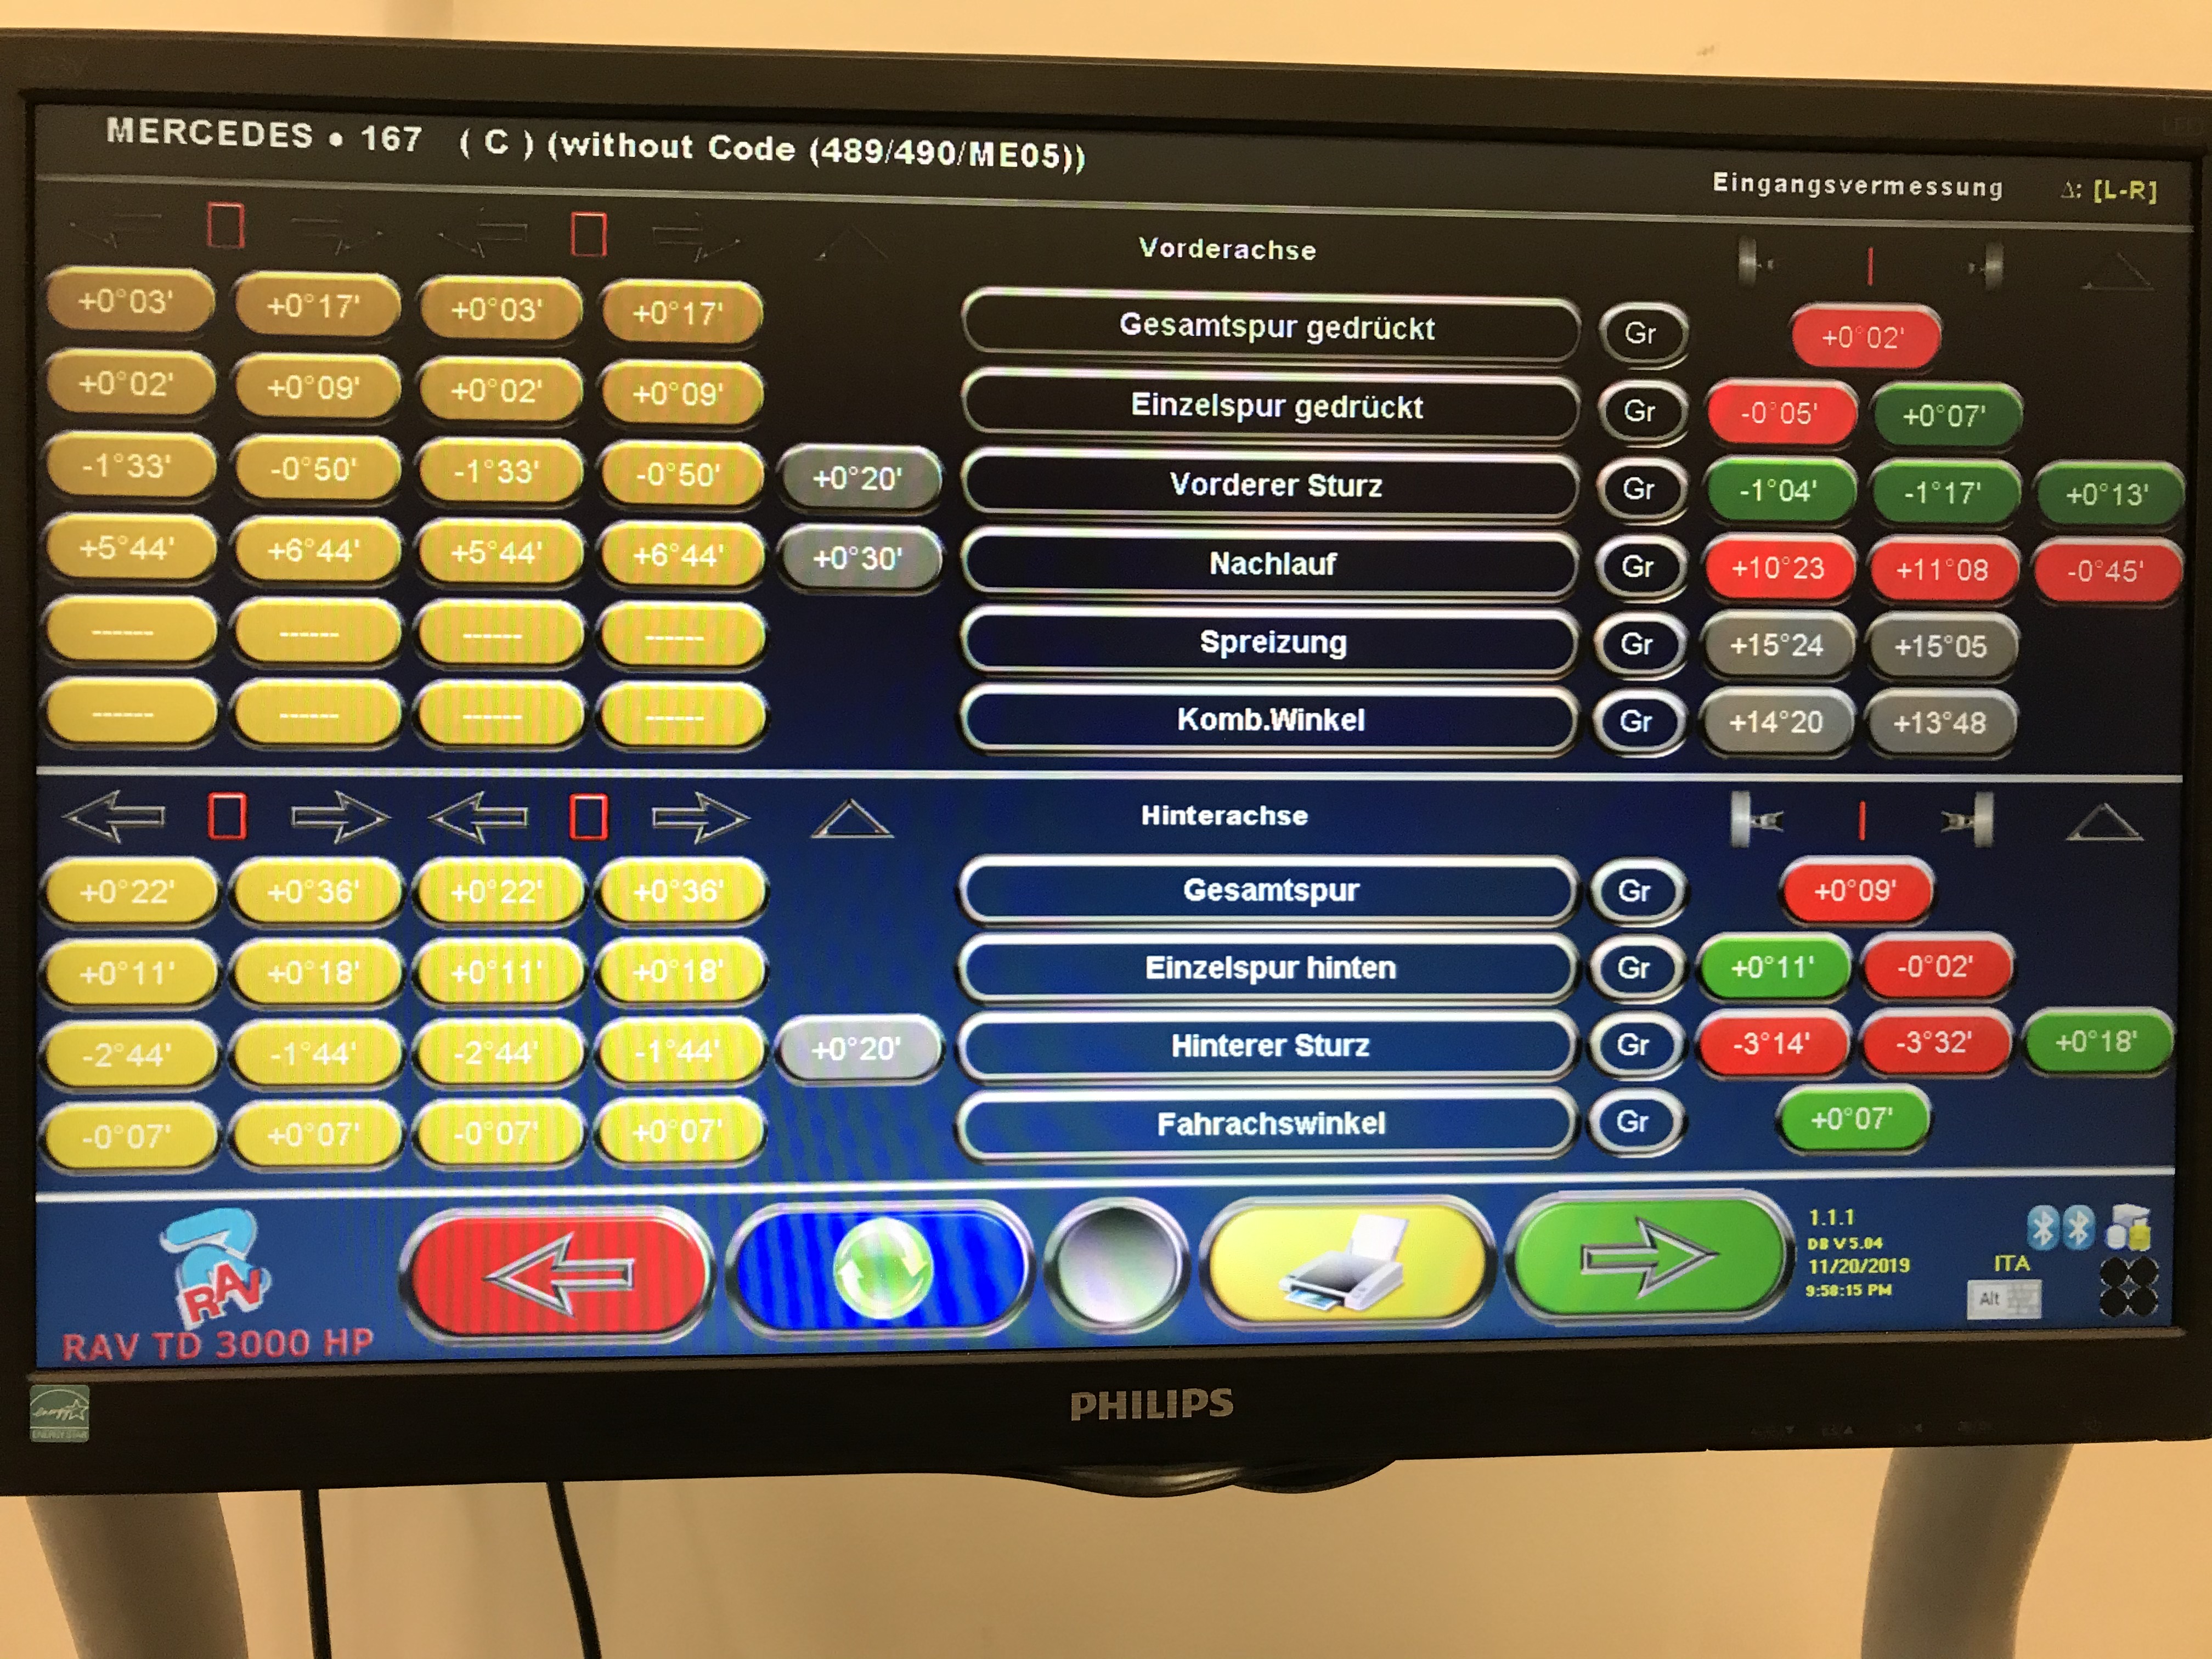 MERCEDES • 167 ( C ) (without Code (489/490/ME05))
Eingangsvermessung Δ: [L-R]
Vorderachse
+0°03' +0°17' +0°03' +0°17' Gesamtspur gedrückt Gr +0°02'
+0°02' +0°09' +0°02' +0°09' Einzelspur gedrückt Gr -0°05' +0°07'
-1°33' -0°50' -1°33' -0°50' +0°20' Vorderer Sturz Gr -1°04' -1°17' +0°13'
+5°44' +6°44' +5°44' +6°44' +0°30' Nachlauf Gr +10°23 +11°08 -0°45'
------ ------ ------ ------ Spreizung Gr +15°24 +15°05
------ ------ ------ ------ Komb.Winkel Gr +14°20 +13°48
Hinterachse
+0°22' +0°36' +0°22' +0°36' Gesamtspur Gr +0°09'
+0°11' +0°18' +0°11' +0°18' Einzelspur hinten Gr +0°11' -0°02'
-2°44' -1°44' -2°44' -1°44' +0°20' Hinterer Sturz Gr -3°14' -3°32' +0°18'
-0°07' +0°07' -0°07' +0°07' Fahrachswinkel Gr +0°07'
RAV
RAV TD 3000 HP
1.1.1
DB V 5.04
11/20/2019
9:58:15 PM
ITA
Alt
PHILIPS
energy
ENERGY STAR